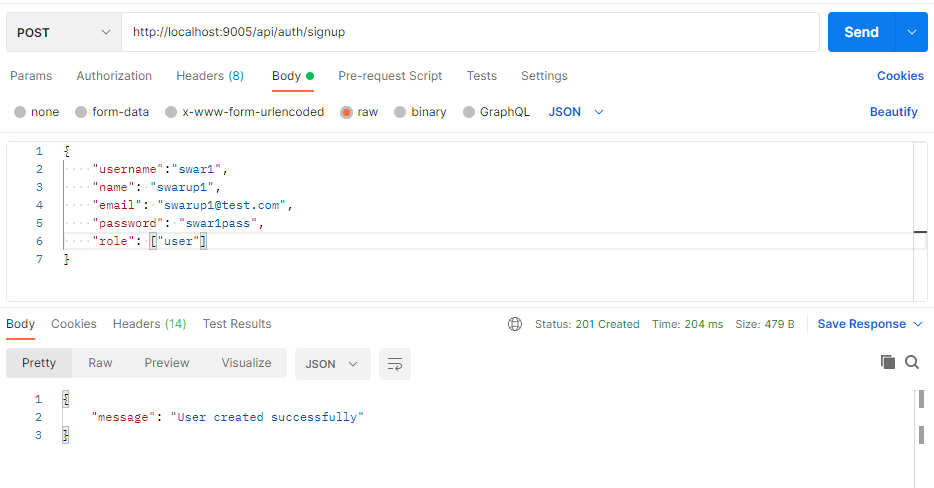 POST http://localhost:9005/api/auth/signup Send
Params Authorization Headers (8) Body Pre-request Script Tests Settings Cookies
none form-data x-www-form-urlencoded raw binary GraphQL JSON Beautify
1 {
2 "username":"swar1",
3 "name": "swarup1",
4 "email": "swarup1@test.com",
5 "password": "swar1pass",
6 "role": ["user"]
7 }
Body Cookies Headers (14) Test Results Status: 201 Created Time: 204 ms Size: 479 B Save Response
Pretty Raw Preview Visualize JSON
1 {
2 "message": "User created successfully"
3 }